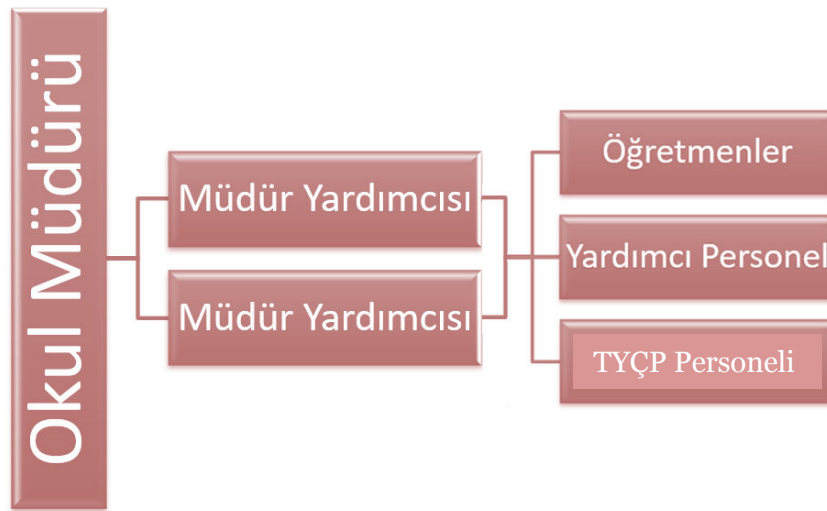 Okul Müdürü
Müdür Yardımcısı
Müdür Yardımcısı
Öğretmenler
Yardımcı Personel
TYÇP Personeli